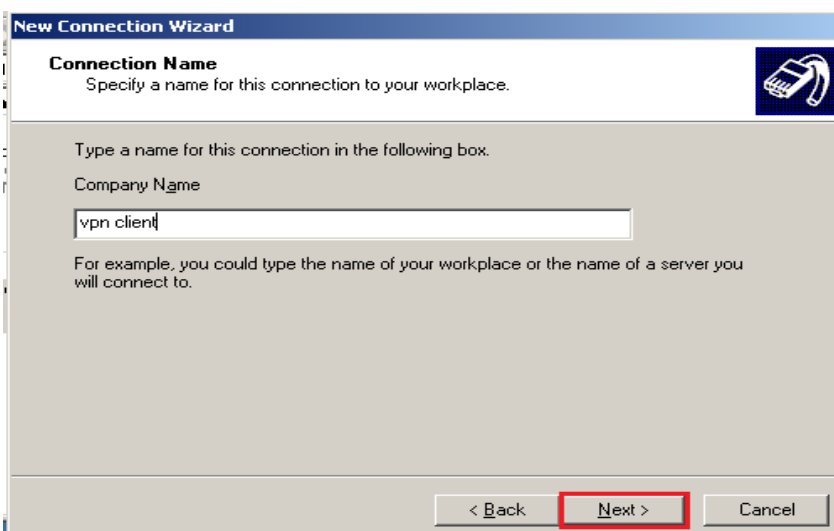 New Connection Wizard
Connection Name
Specify a name for this connection to your workplace.
Type a name for this connection in the following box.
Company Name
vpn client
For example, you could type the name of your workplace or the name of a server you
will connect to.
< Back
Next >
Cancel